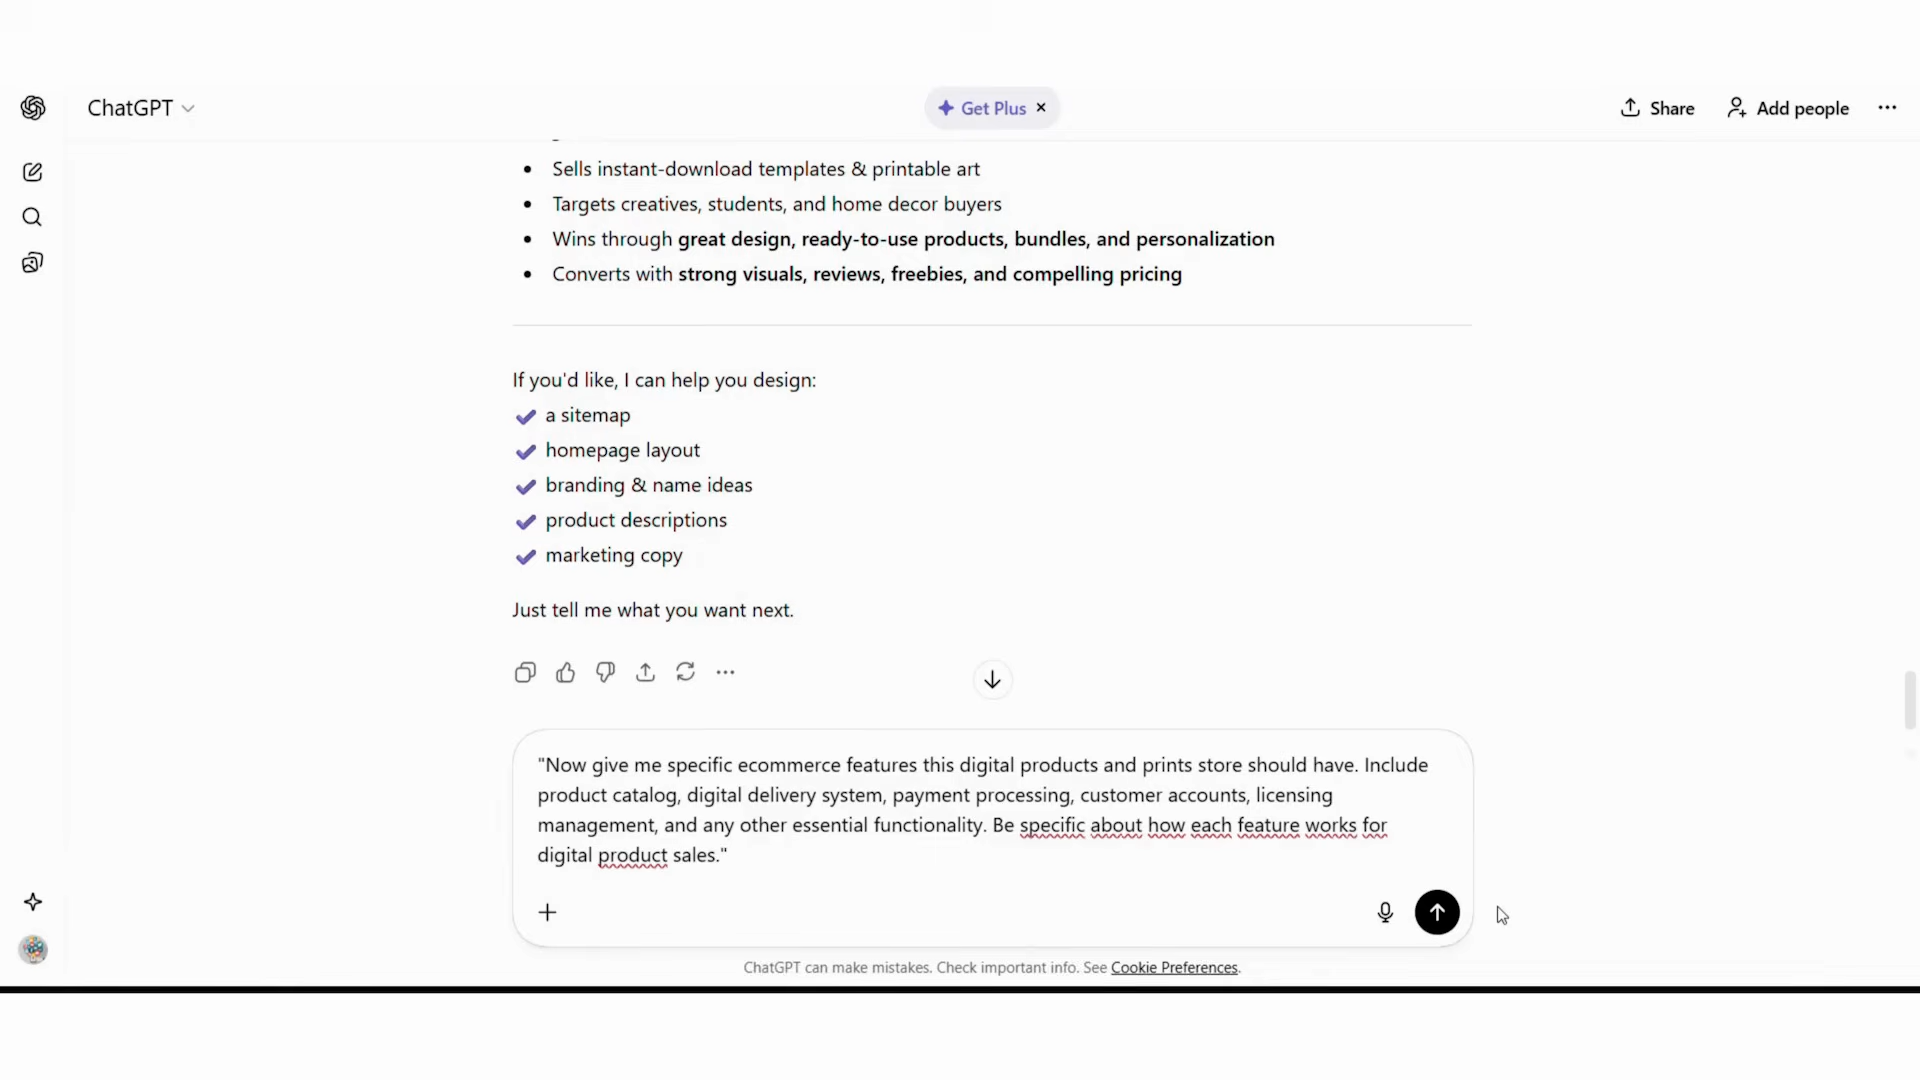 ChatGPT
Get Plus
Share
Add people
Sells instant-download templates & printable art
Targets creatives, students, and home decor buyers
Wins through great design, ready-to-use products, bundles, and personalization
Converts with strong visuals, reviews, freebies, and compelling pricing
If you'd like, I can help you design:
a sitemap
homepage layout
branding & name ideas
product descriptions
marketing copy
Just tell me what you want next.
"Now give me specific ecommerce features this digital products and prints store should have. Include
product catalog, digital delivery system, payment processing, customer accounts, licensing
management, and any other essential functionality. Be specific about how each feature works for
digital product sales."
ChatGPT can make mistakes. Check important info. See Cookie Preferences.